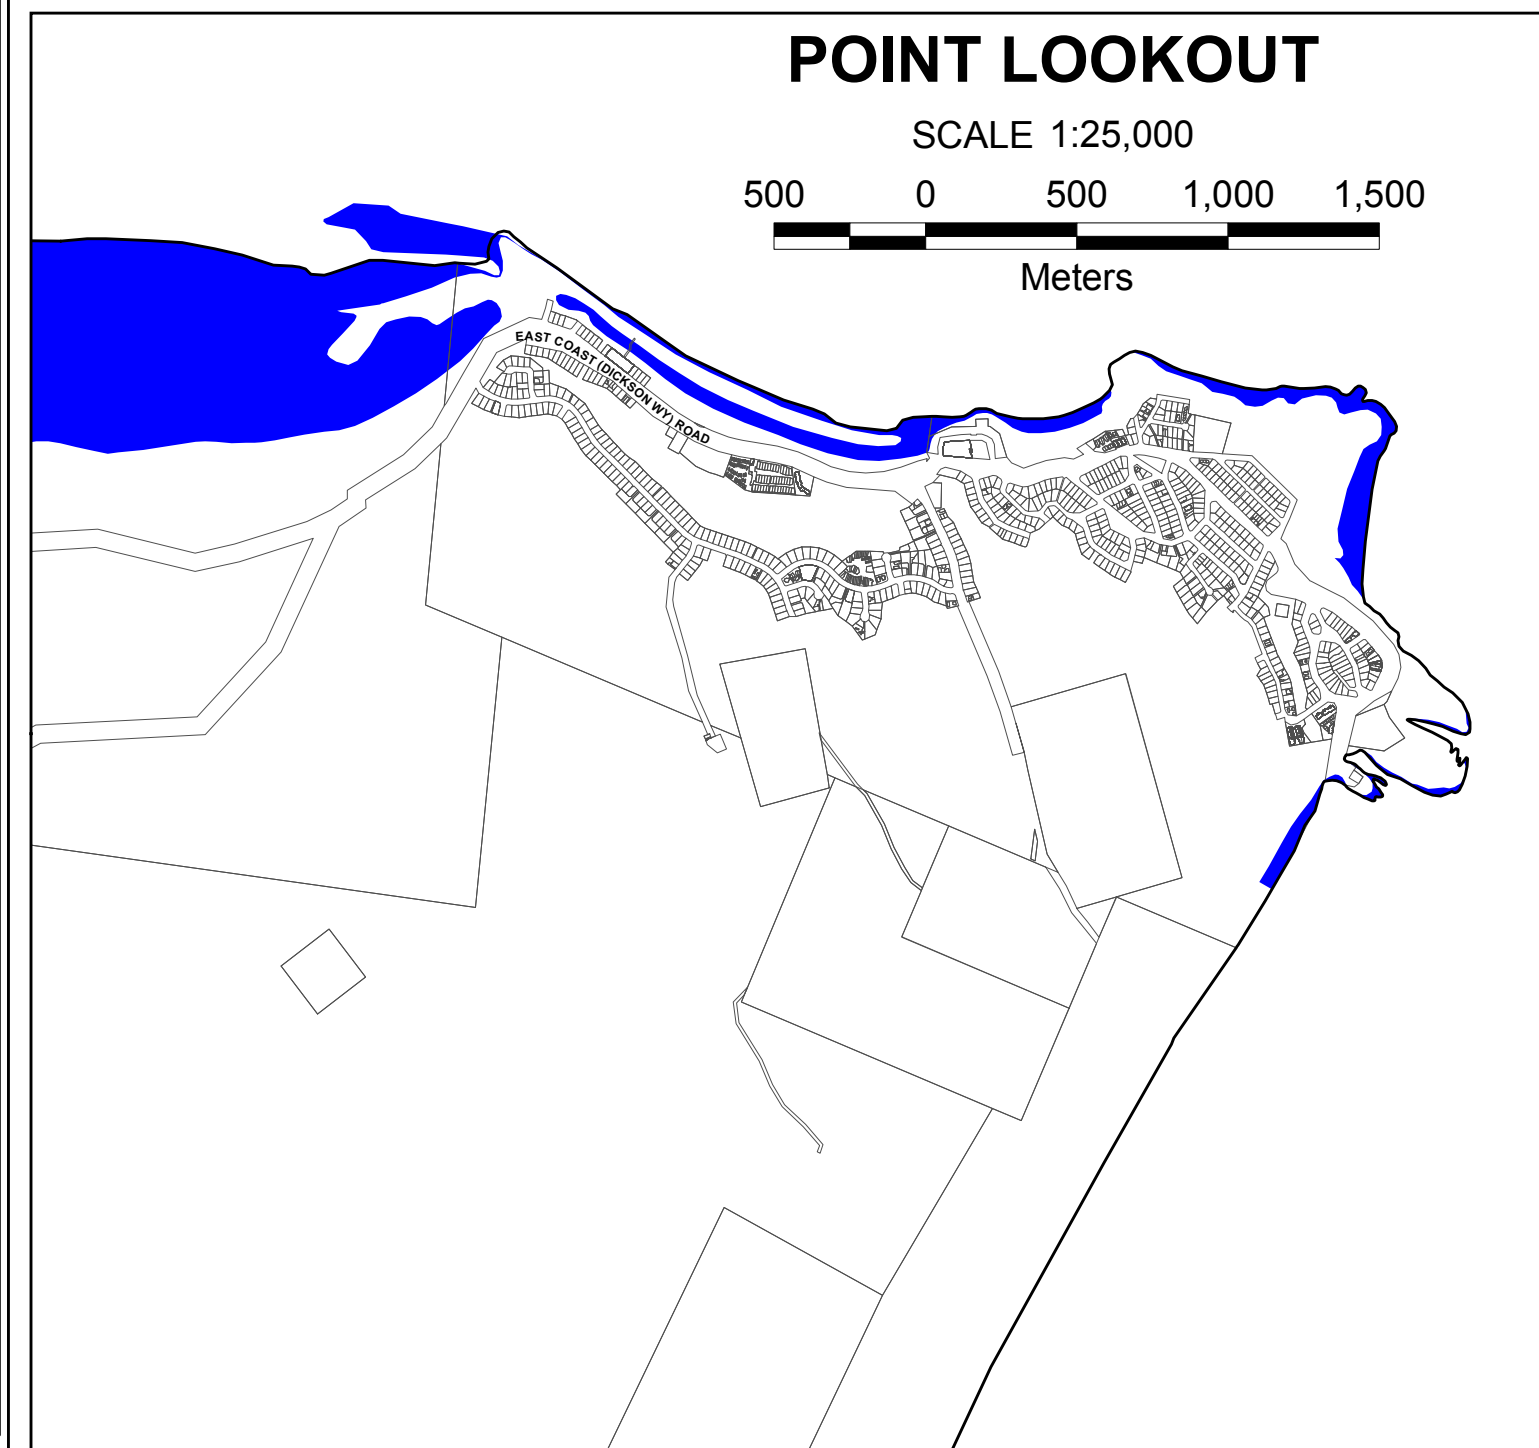 POINT LOOKOUT
SCALE 1:25,000
500 0 500 1,000 1,500
Meters
EAST COAST (DICKSON WY) ROAD